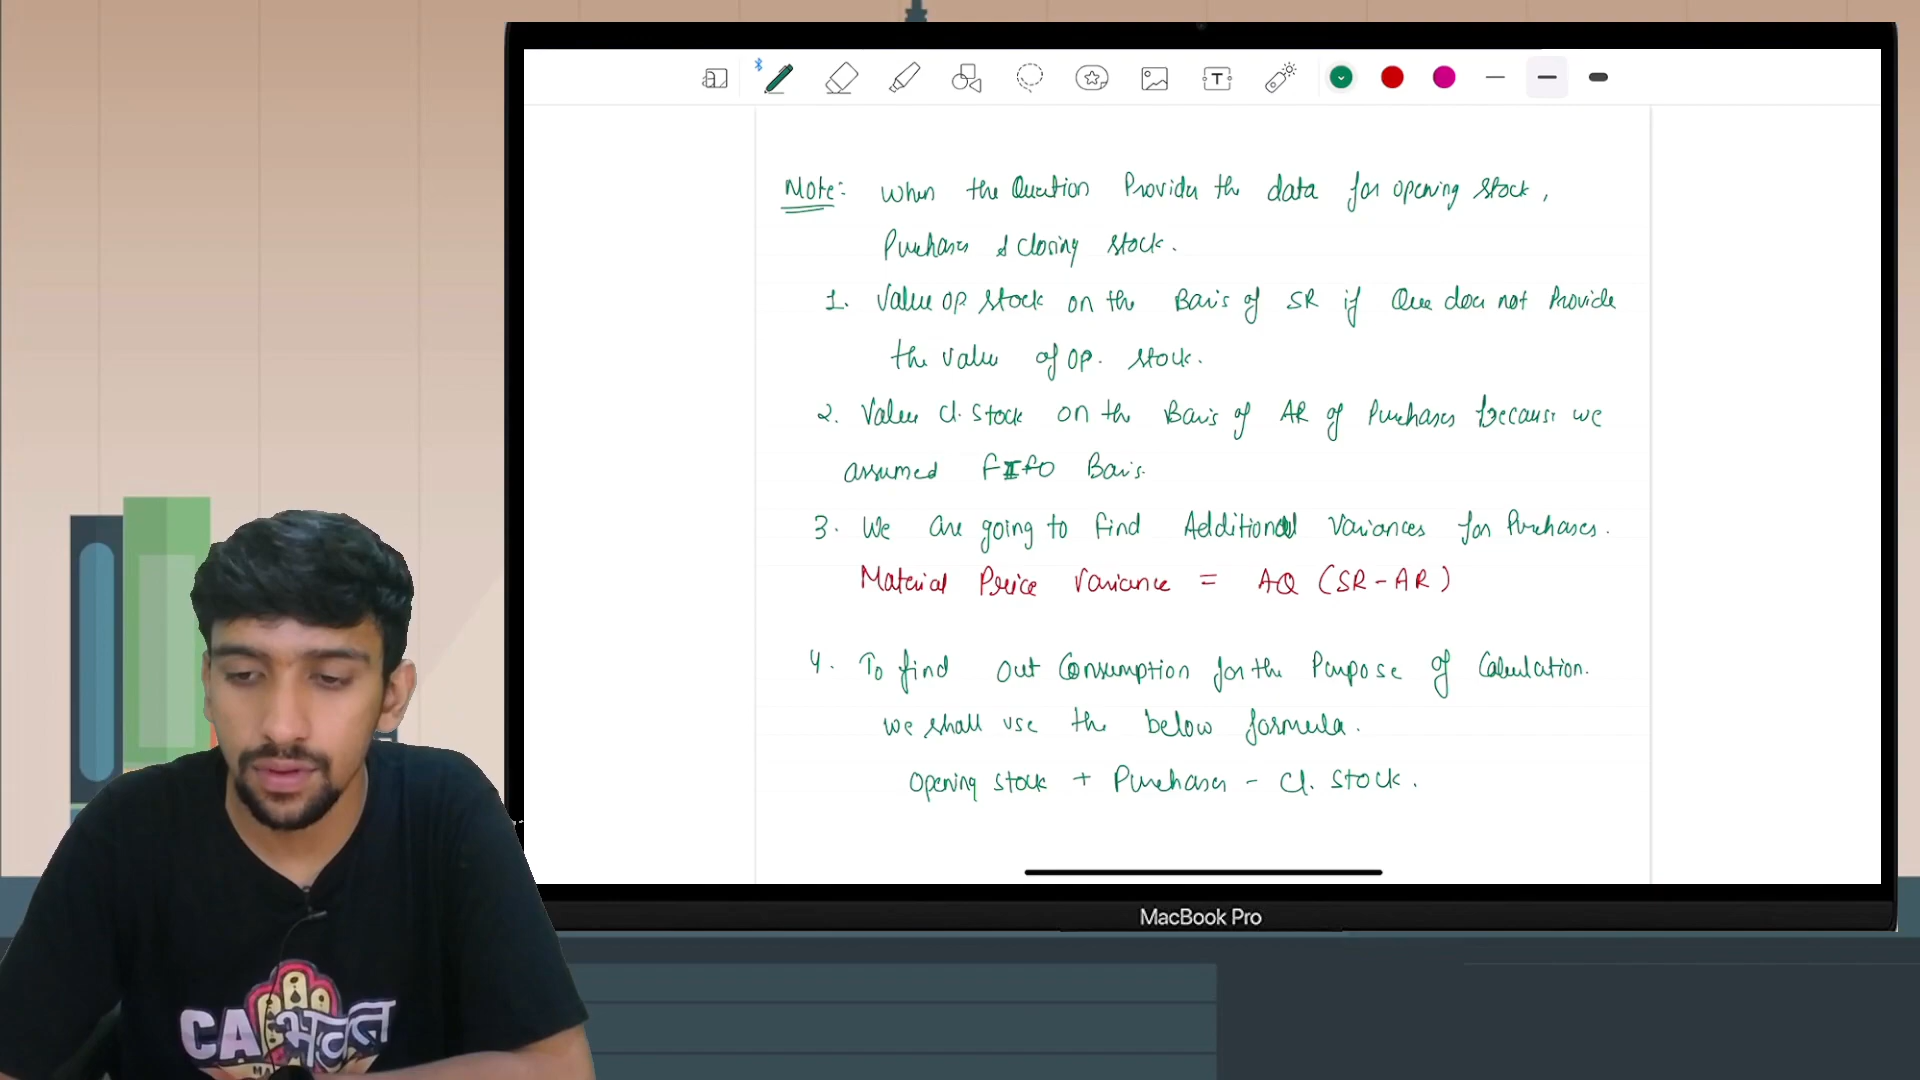 Note: When the Question Provides the data for opening stock,
Purchases & closing stock.
1. Value op stock on the Basis of SR if Que does not Provide
the value of op. stock.
2. Value cl. Stock on the Basis of AR of Purchases because we
assumed FIFO Basis.
3. We are going to find Additional Variances for Purchases.
Material Price Variance = AQ (SR-AR)
4. To find out Consumption for the Purpose of Calculation.
we shall use the below formula.
opening stock + Purchases - Cl. Stock.
MacBook Pro
CA भक्त